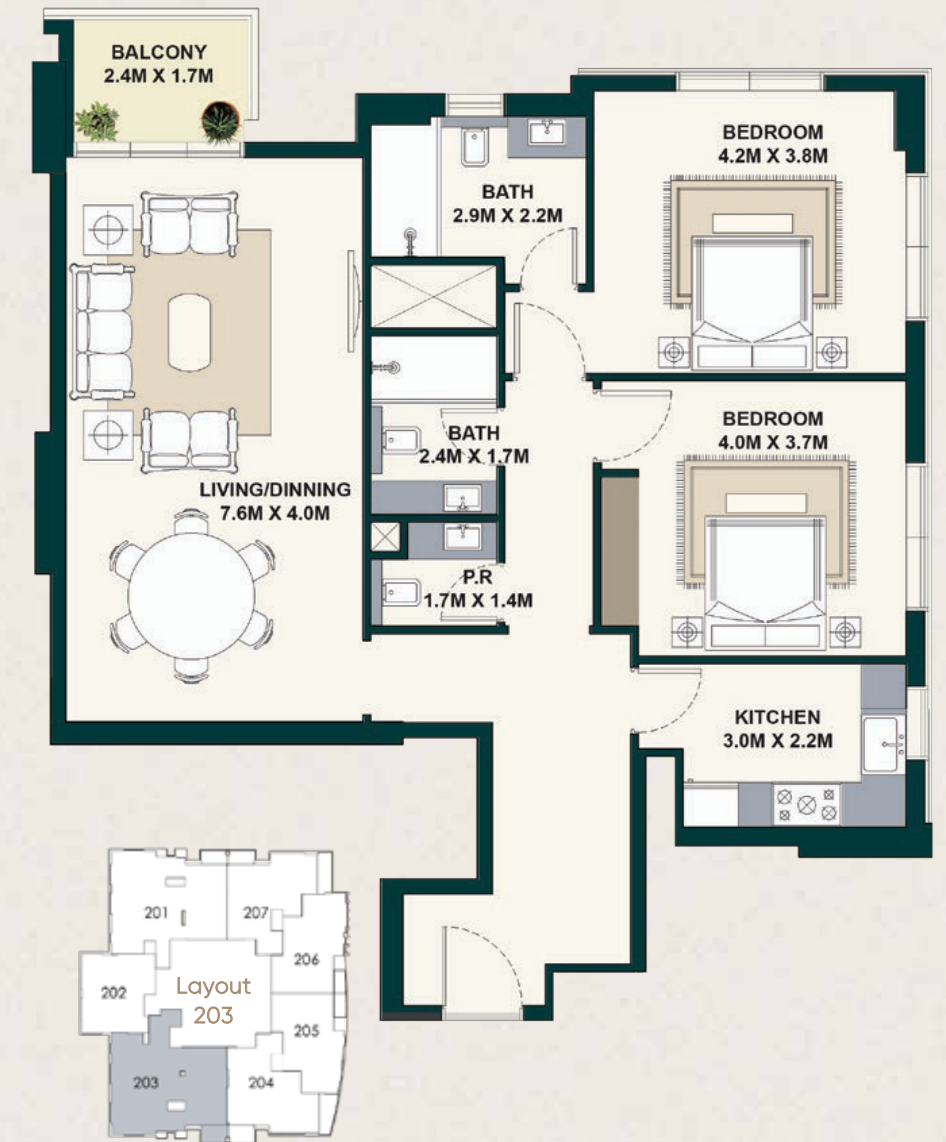 BALCONY
2.4M X 1.7M
BEDROOM
4.2M X 3.8M
BATH
2.9M X 2.2M
BEDROOM
4.0M X 3.7M
BATH
2.4M X 1.7M
LIVING/DINNING
7.6M X 4.0M
P.R
1.7M X 1.4M
KITCHEN
3.0M X 2.2M
201
207
206
202
Layout
203
205
203
204